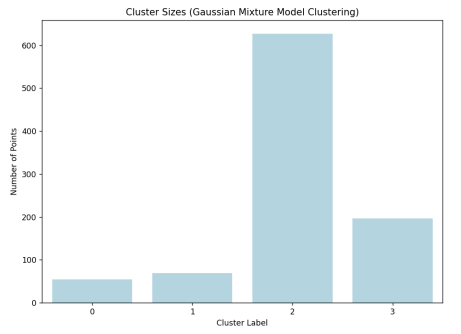 Cluster Sizes (Gaussian Mixture Model Clustering)
Number of Points
600
500
400
300
200
100
0
0 1 2 3
Cluster Label